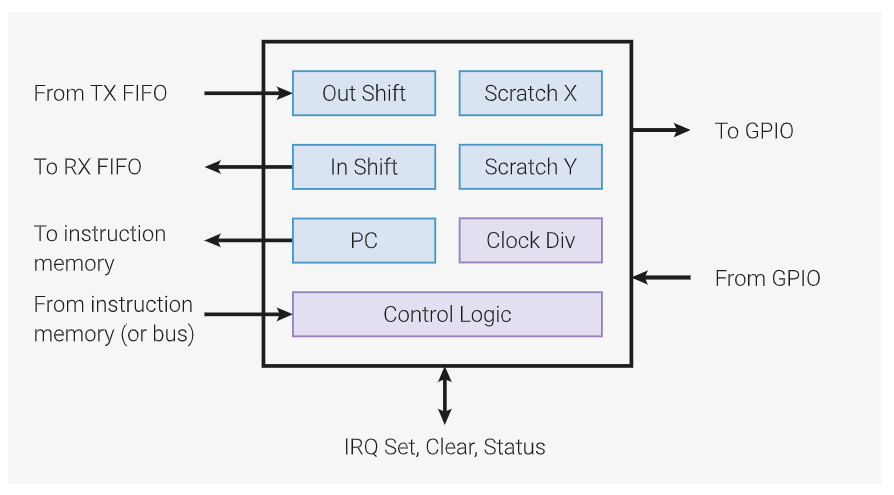 From TX FIFO
Out Shift
Scratch X
To GPIO
To RX FIFO
In Shift
Scratch Y
To instruction
memory
PC
Clock Div
From GPIO
From instruction
memory (or bus)
Control Logic
IRQ Set, Clear, Status